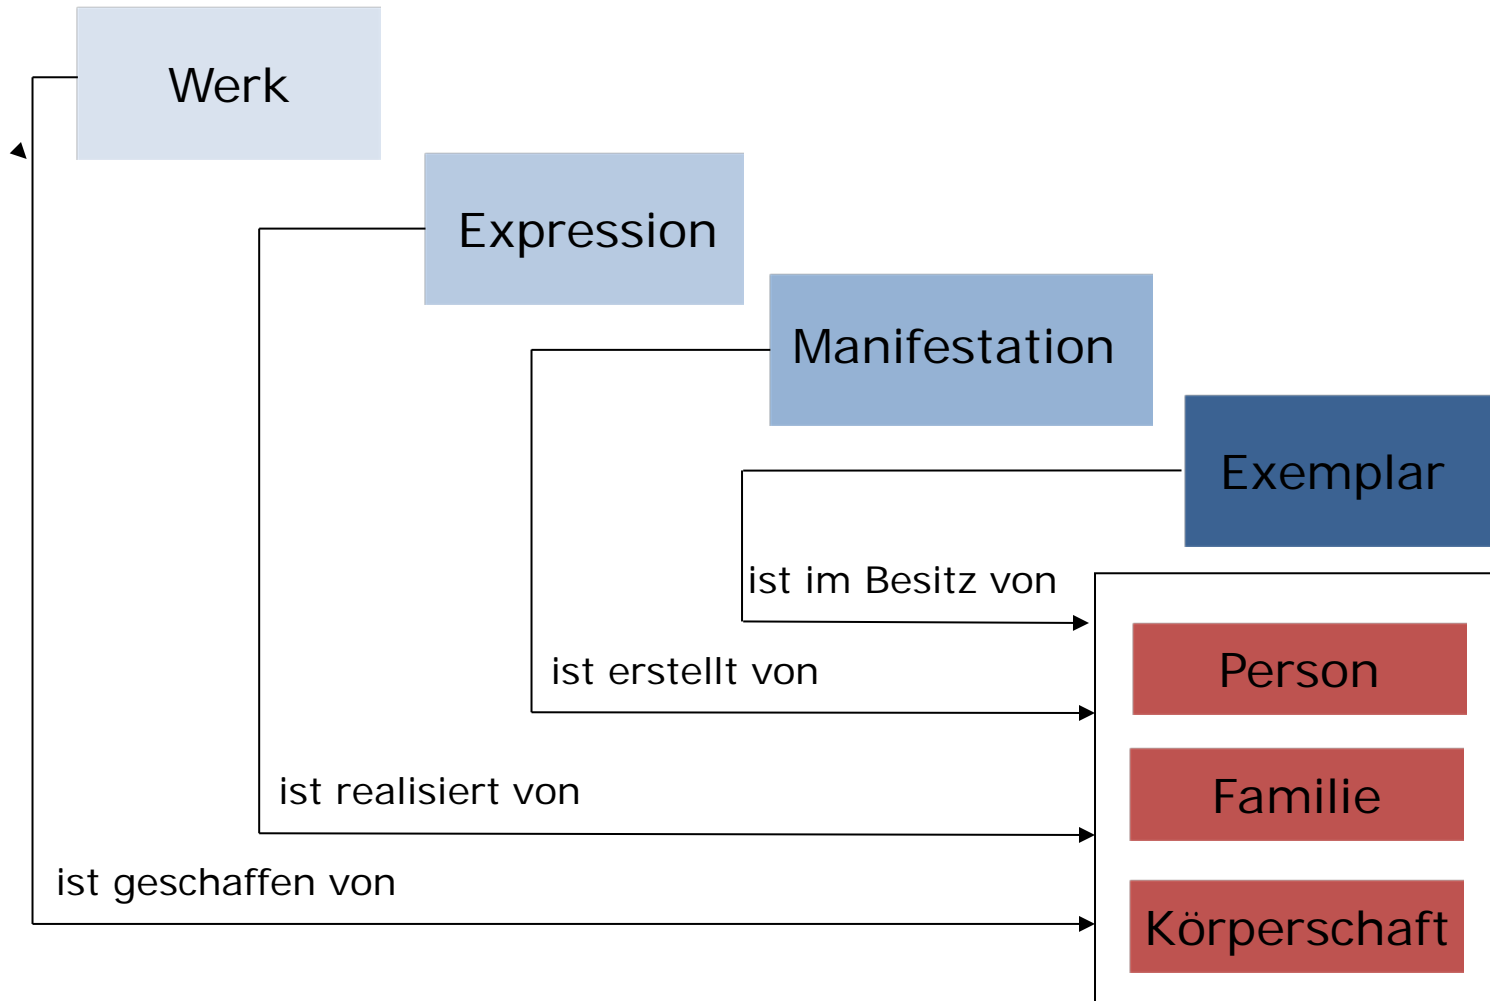 Werk
Expression
Manifestation
Exemplar
ist im Besitz von
ist erstellt von
Person
ist realisiert von
Familie
ist geschaffen von
Körperschaft